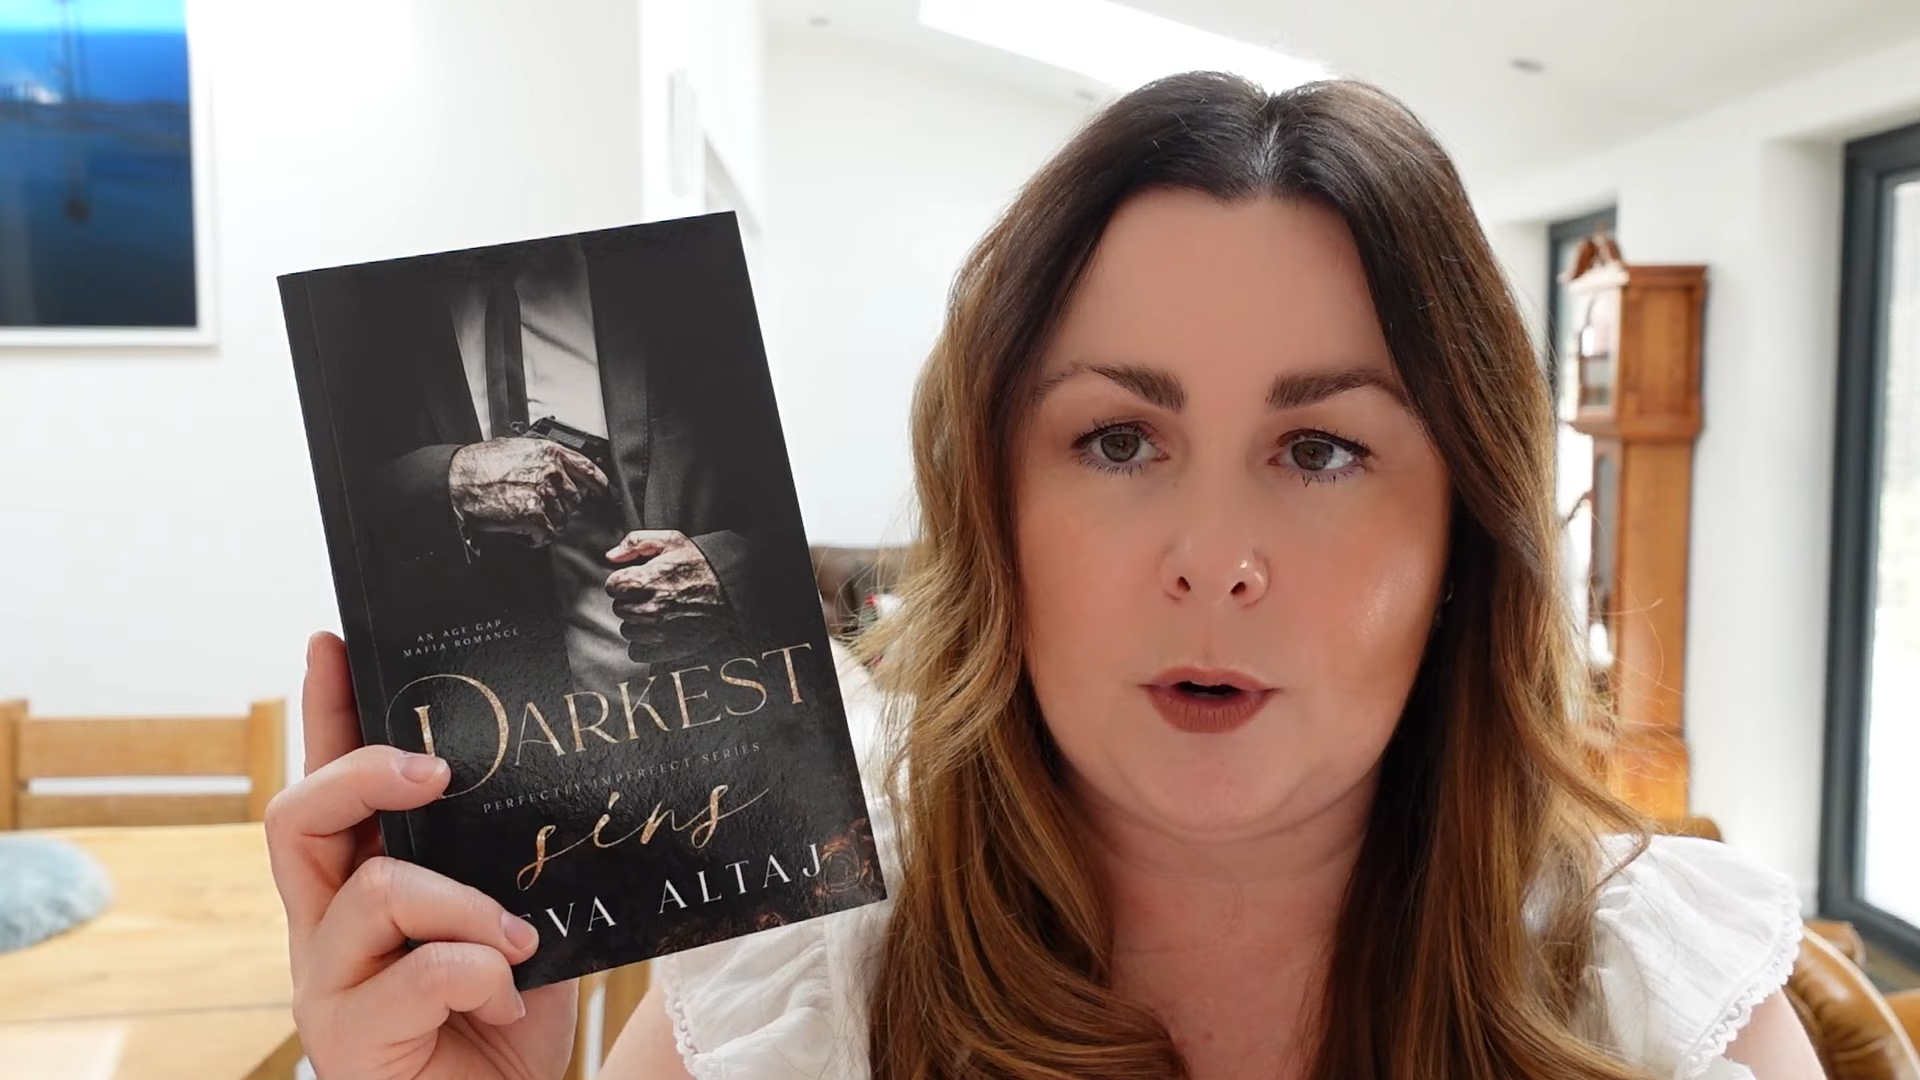 AN AGE GAP
MAFIA ROMANCE
DARKEST
PERFECTLY IMPERFECT SERIES
sins
EVA ALTAJ